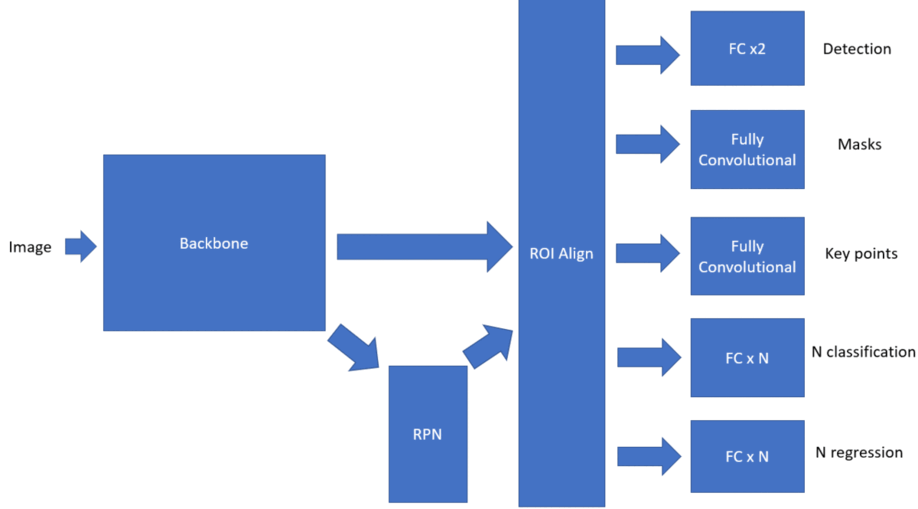 Image
Backbone
RPN
ROI Align
FC x2
Detection
Fully
Convolutional
Masks
Fully
Convolutional
Key points
FC x N
N classification
FC x N
N regression